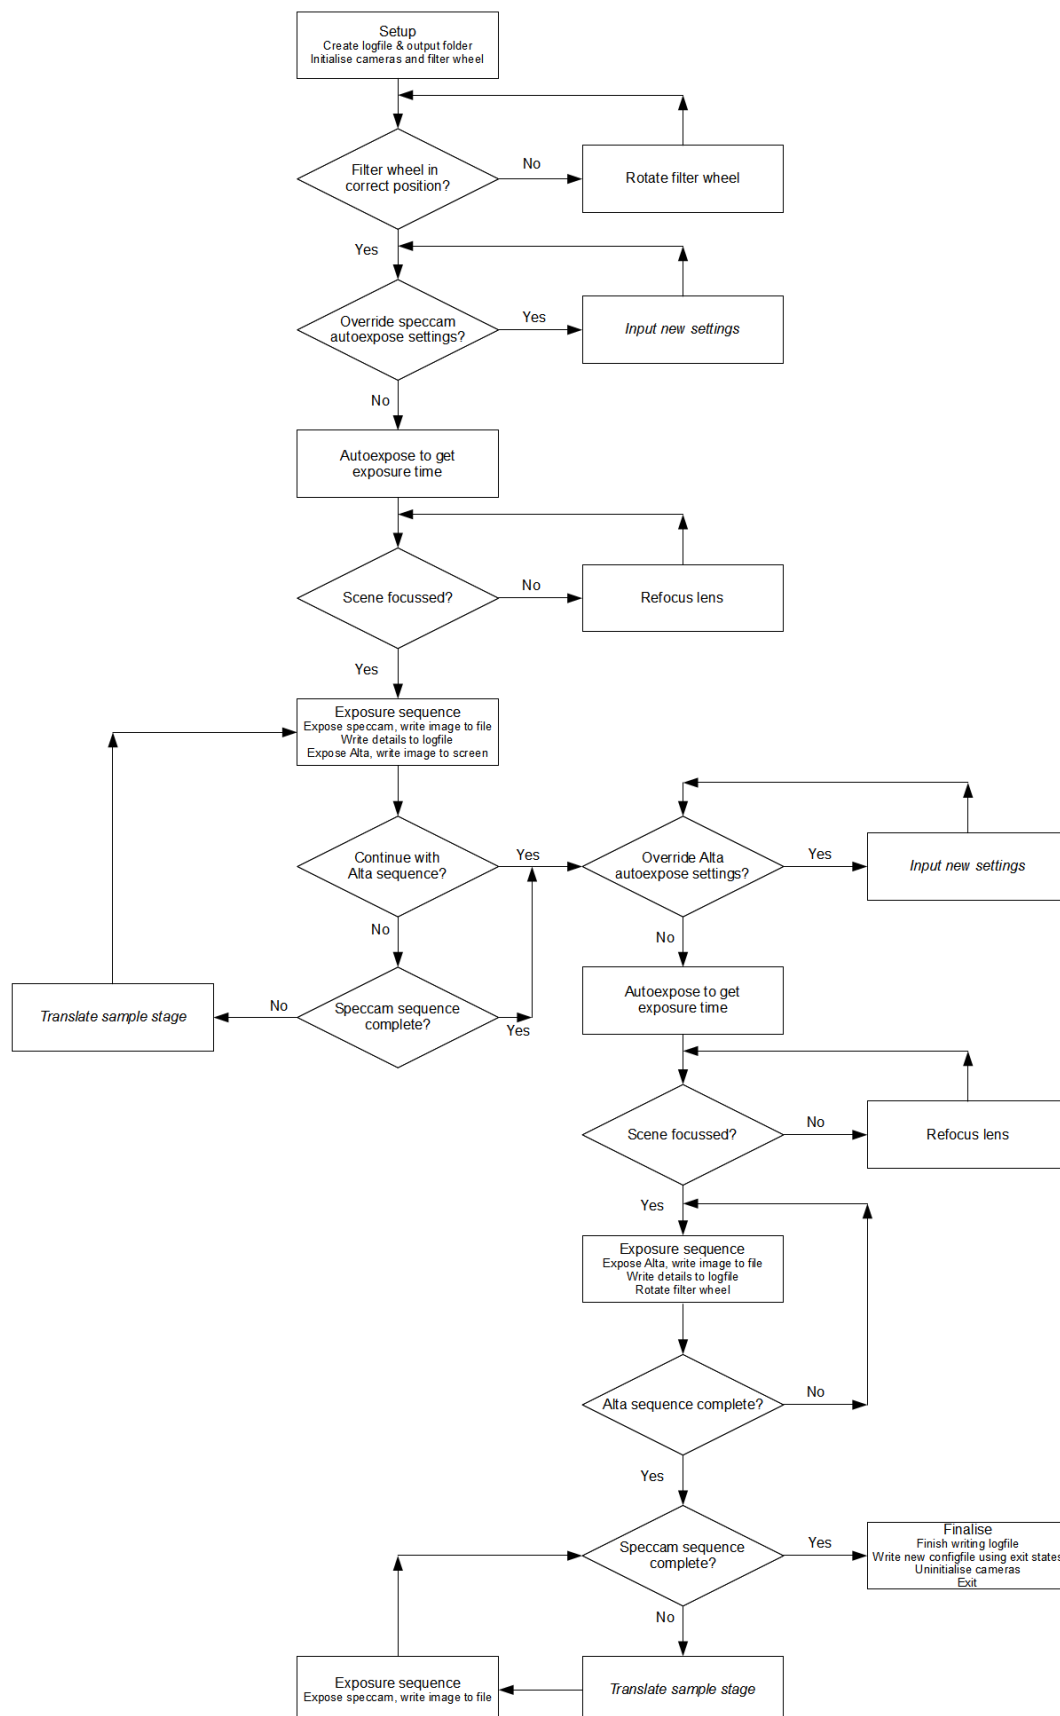 Setup
Create logfile & output folder
Initialise cameras and filter wheel
Filter wheel in
correct position?
No
Rotate filter wheel
Yes
Override speccam
autoexpose settings?
Yes
Input new settings
No
Autoexpose to get
exposure time
Scene focussed?
No
Refocus lens
Yes
Exposure sequence
Expose speccam, write image to file
Write details to logfile
Expose Alta, write image to screen
Continue with
Alta sequence?
Yes
Override Alta
autoexpose settings?
Yes
Input new settings
No
No
Translate sample stage
No
Speccam sequence
complete?
Yes
Autoexpose to get
exposure time
Scene focussed?
No
Refocus lens
Yes
Exposure sequence
Expose Alta, write image to file
Write details to logfile
Rotate filter wheel
Alta sequence complete?
No
Yes
Speccam sequence
complete?
Yes
Finalise
Finish writing logfile
Write new configfile using exit states
Uninitialise cameras
Exit
No
Exposure sequence
Expose speccam, write image to file
Translate sample stage